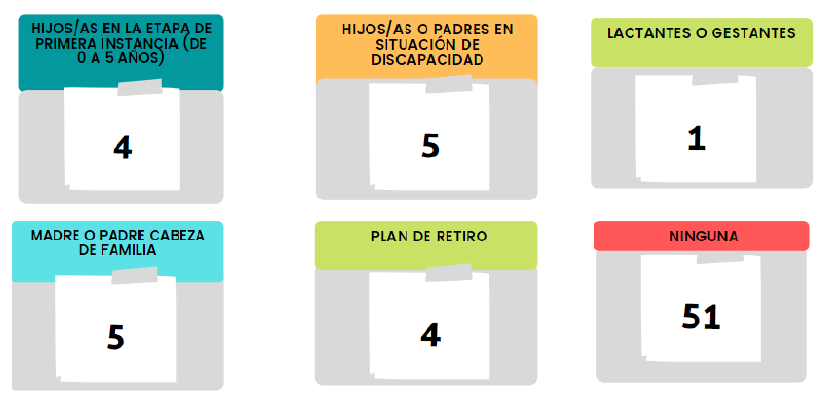 HIJOS/AS EN LA ETAPA DE
PRIMERA INSTANCIA (DE
0 A 5 AÑOS)
4
HIJOS/AS O PADRES EN
SITUACIÓN DE
DISCAPACIDAD
5
LACTANTES O GESTANTES
1
MADRE O PADRE CABEZA
DE FAMILIA
5
PLAN DE RETIRO
4
NINGUNA
51